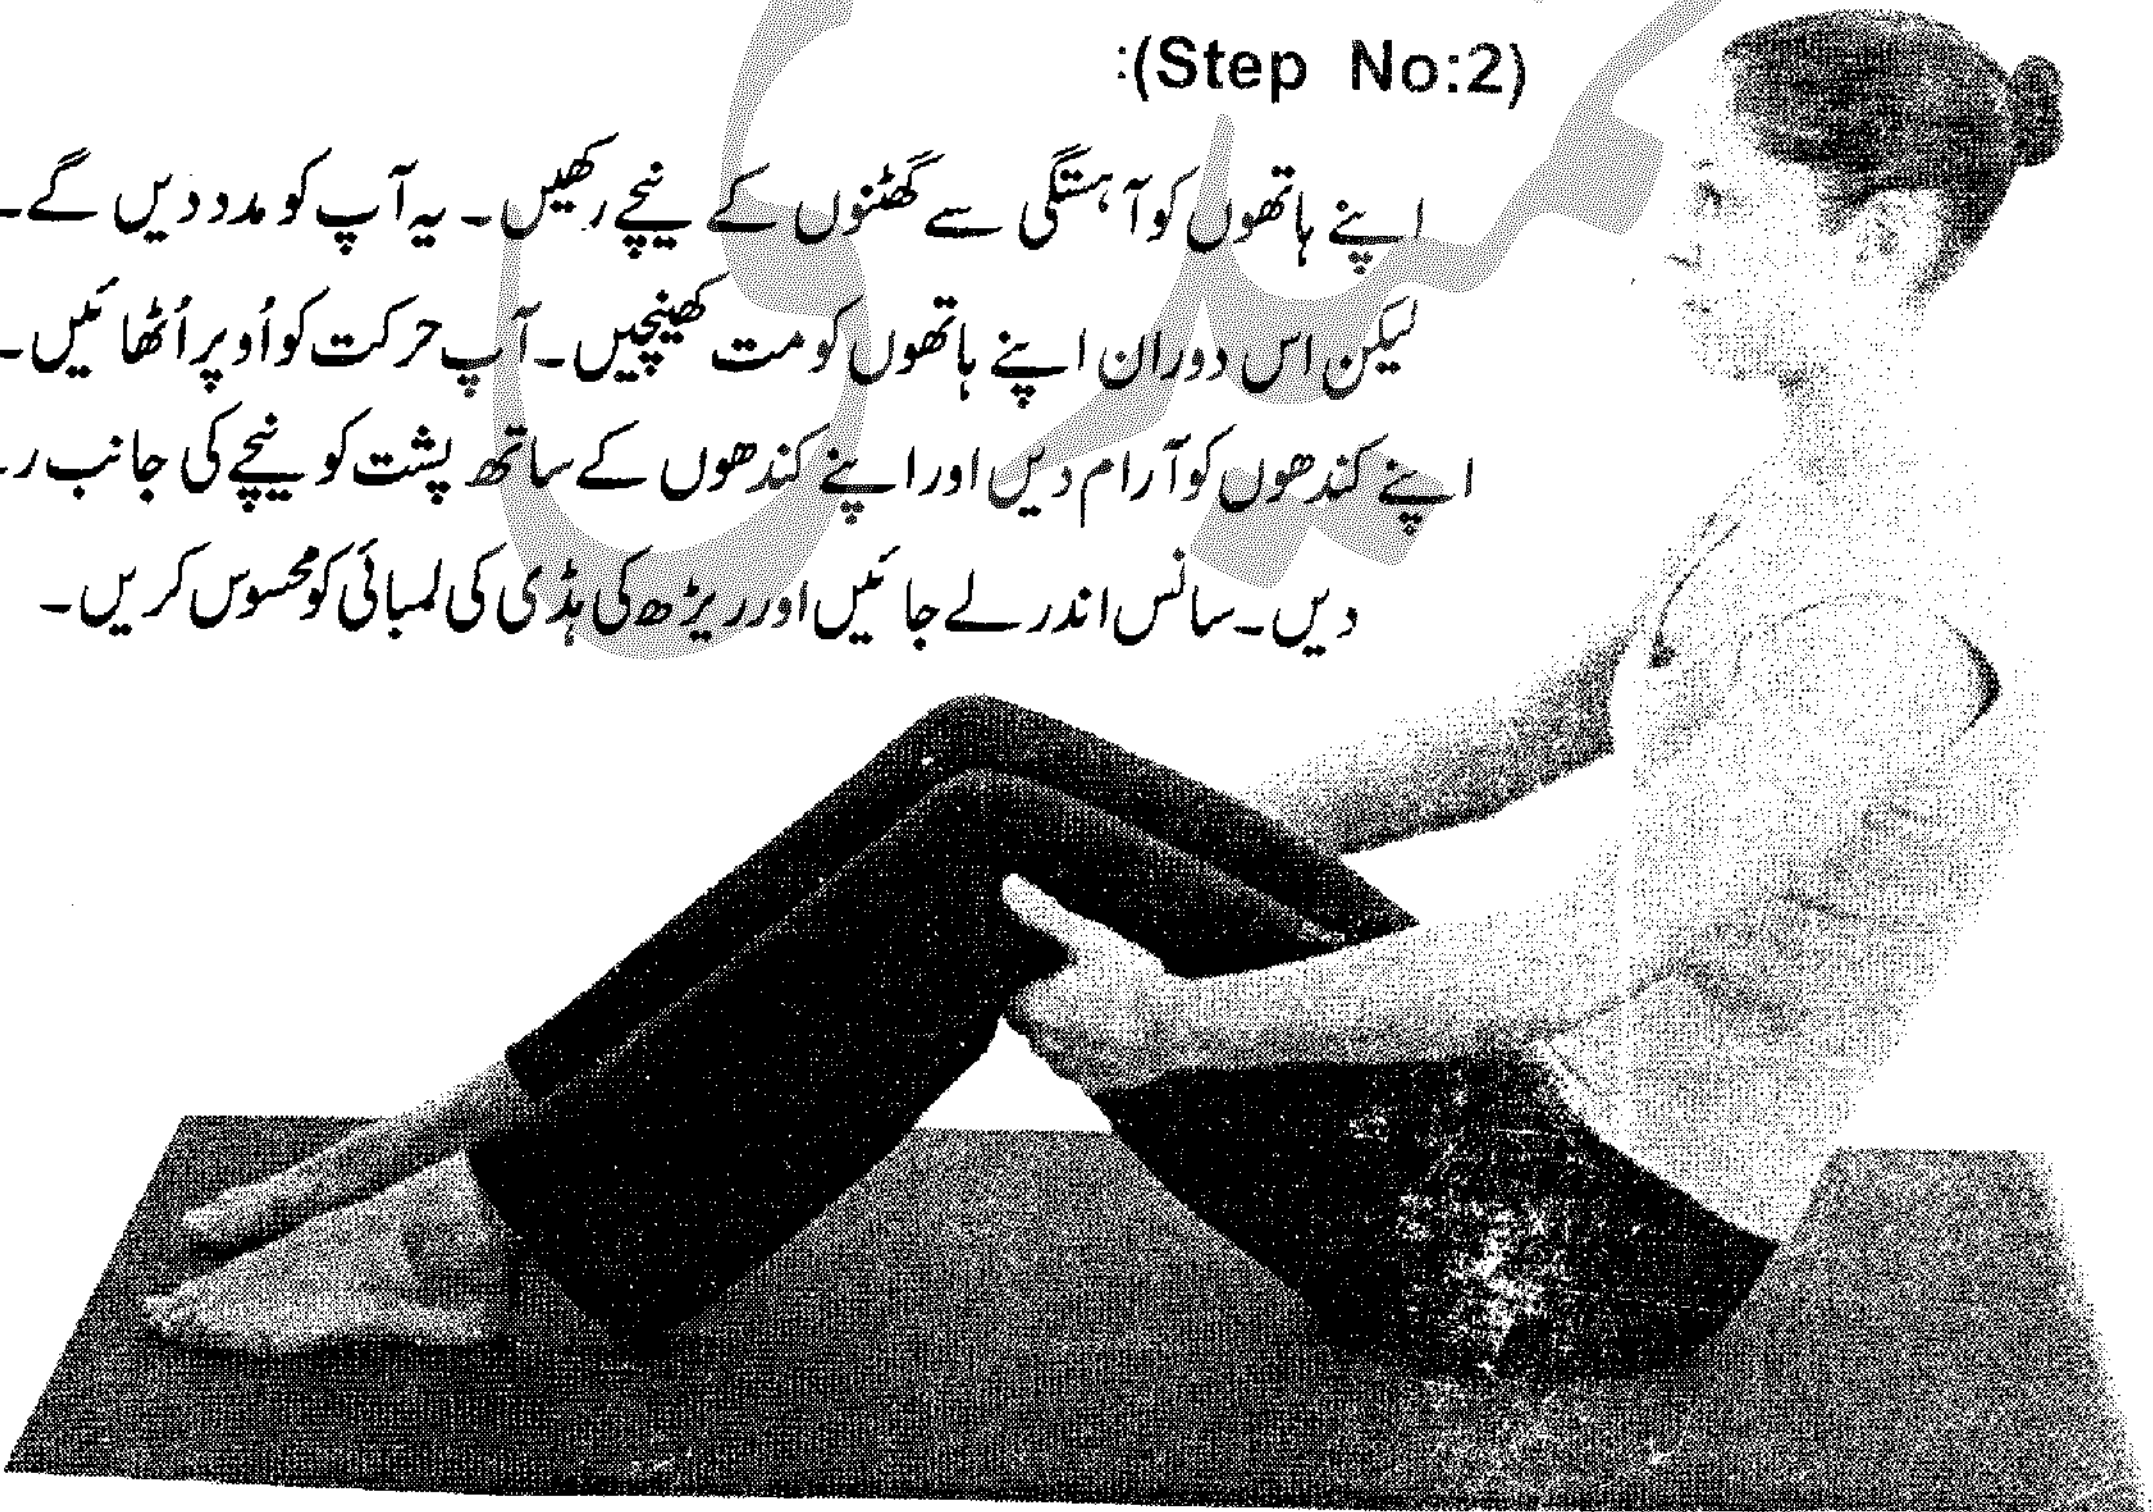 (Step No:2):
اپنے ہاتھوں کو آہستگی سے گھٹنوں کے نیچے رکھیں۔ یہ آپ کو مدد دیں گے۔
لیکن اس دوران اپنے ہاتھوں کو مت کھینچیں۔ آپ حرکت کو اُوپر اُٹھائیں۔
اپنے کندھوں کو آرام دیں اور اپنے کندھوں کے ساتھ پشت کو نیچے کی جانب
دیں۔ سانس اندر لے جائیں اور ریڑھ کی ہڈی کی لمبائی کو محسوس کریں۔